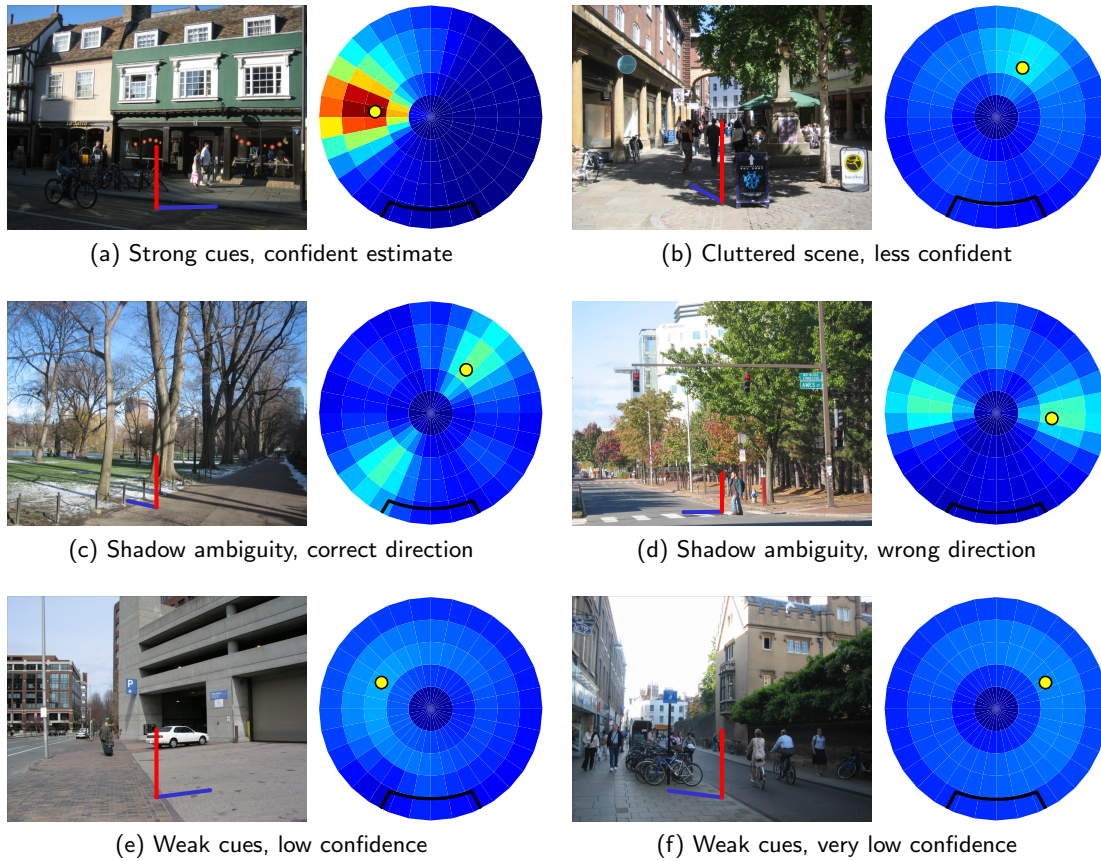 (a) Strong cues, confident estimate
(b) Cluttered scene, less confident
(c) Shadow ambiguity, correct direction
(d) Shadow ambiguity, wrong direction
P
(e) Weak cues, low confidence
(f) Weak cues, very low confidence